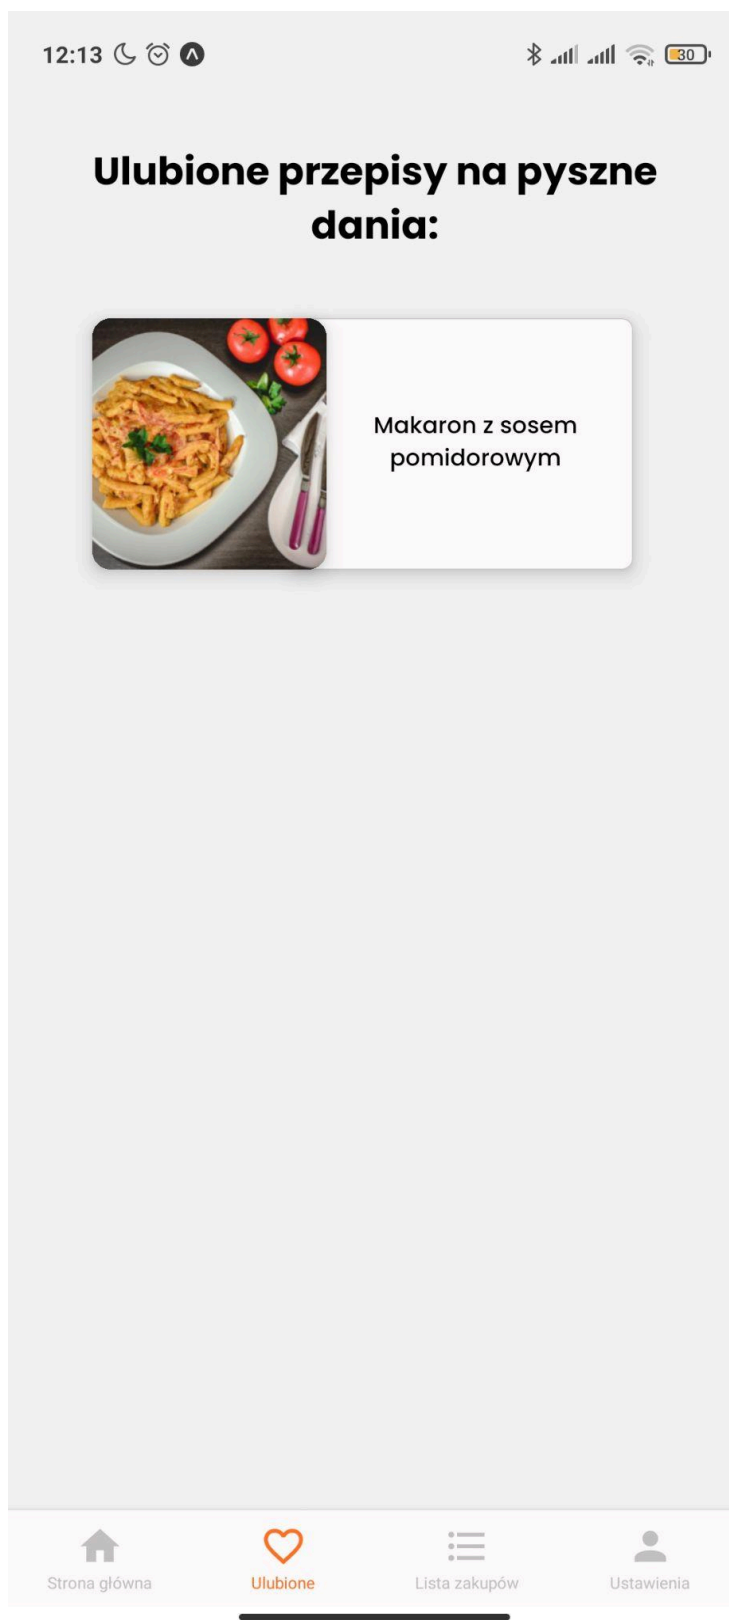 12:13
30
Ulubione przepisy na pyszne
dania:
Makaron z sosem
pomidorowym
Strona główna
Ulubione
Lista zakupów
Ustawienia